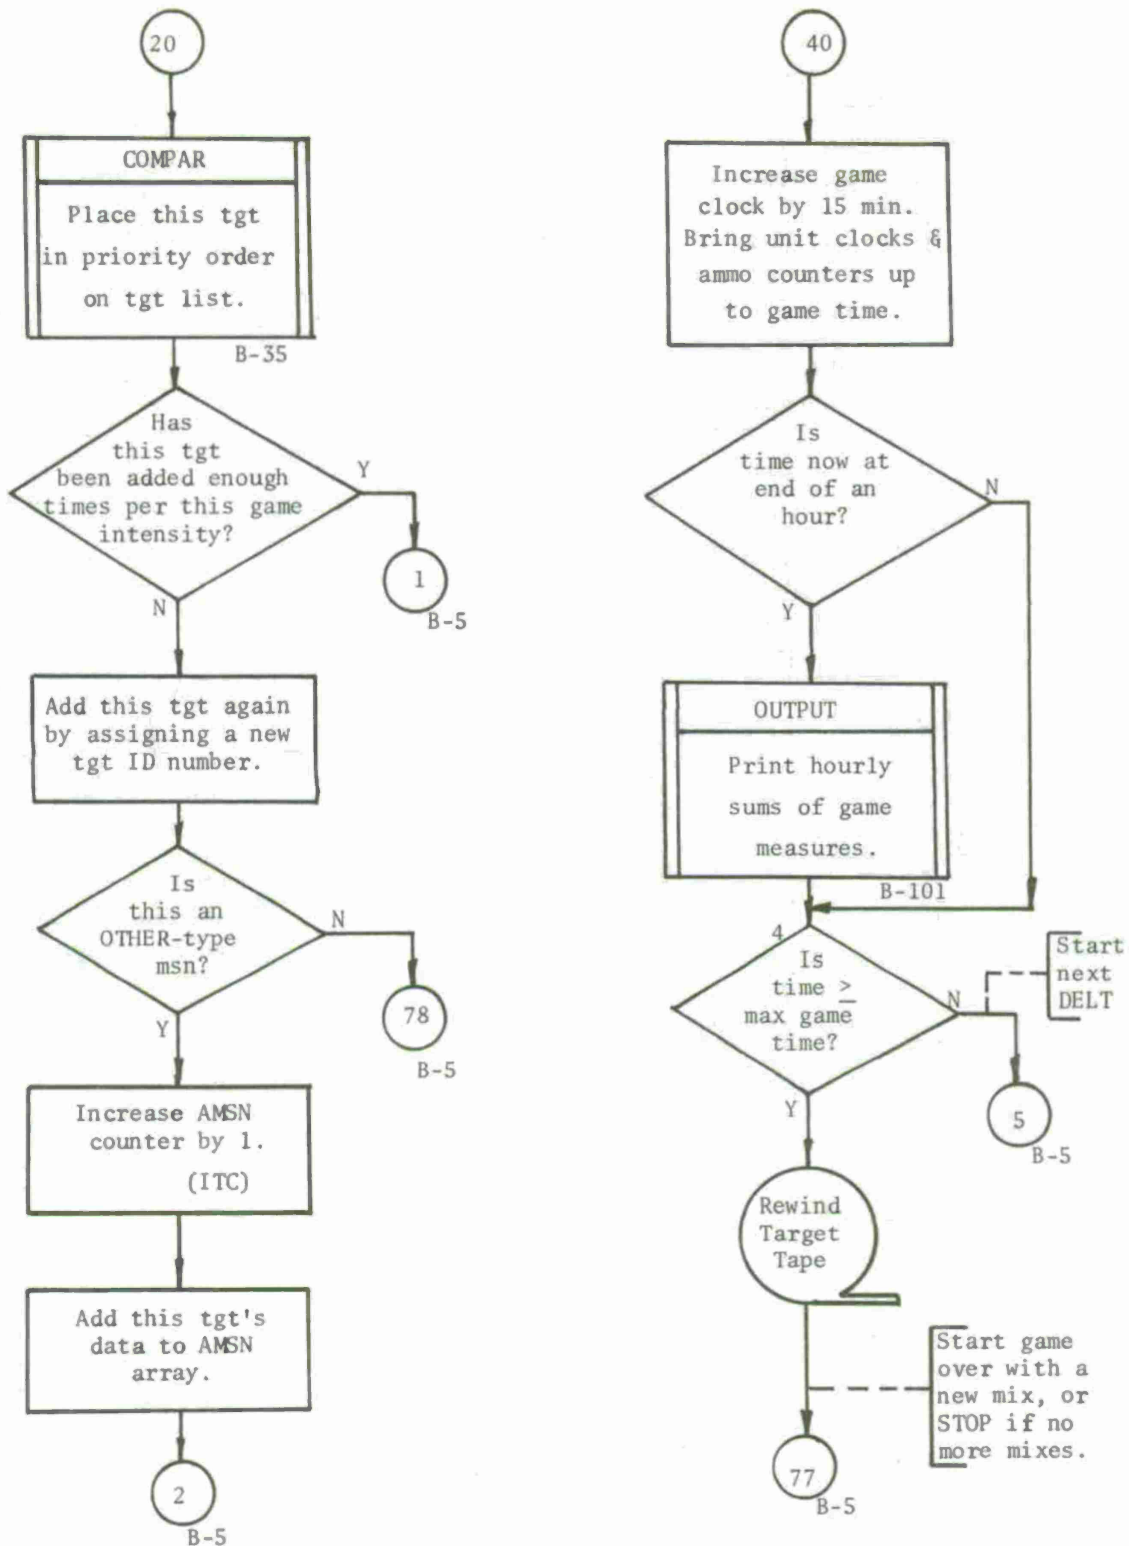 20
COMPAR
Place this tgt
in priority order
on tgt list.
B-35
Has
this tgt
been added enough
times per this game
intensity?
Y
1
B-5
N
Add this tgt again
by assigning a new
tgt ID number.
Is
this an
OTHER-type
msn?
N
78
B-5
Y
Increase AMSN
counter by 1.
(ITC)
Add this tgt's
data to AMSN
array.
2
B-5
40
Increase game
clock by 15 min.
Bring unit clocks &
ammo counters up
to game time.
Is
time now at
end of an
hour?
N
Y
OUTPUT
Print hourly
sums of game
measures.
B-101
4
Is
time ≥
max game
time?
N
Start
next
DELT
5
B-5
Y
Rewind
Target
Tape
Start game
over with a
new mix, or
STOP if no
more mixes.
77
B-5